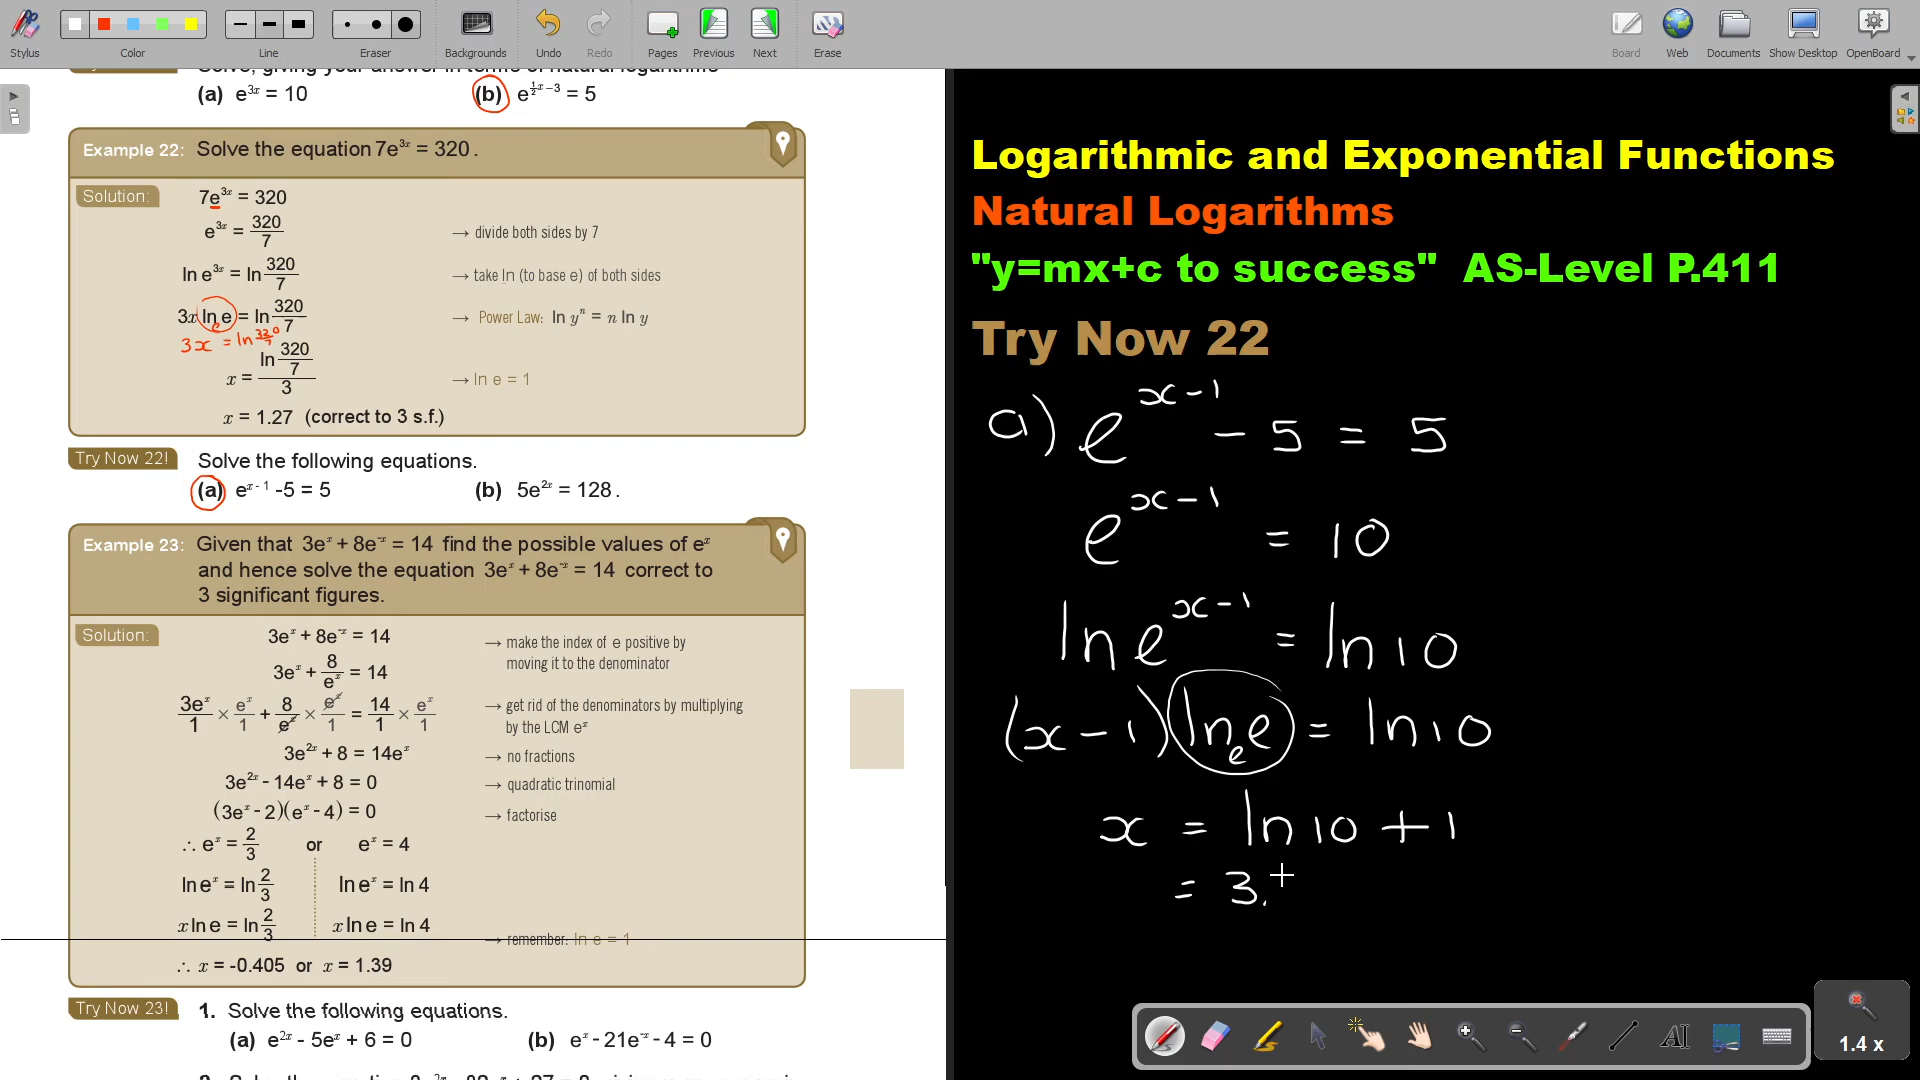 Stylus Color Line Eraser Backgrounds Undo Redo Pages Previous Next Erase Board Web Documents Show Desktop OpenBoard
Solve, giving your answer in terms of natural logarithms
(a) e^{3x} = 10 (b) e^{\frac{1}{2}x-3} = 5
Example 22: Solve the equation 7e^{3x} = 320.
Solution: 7e^{3x} = 320
e^{3x} = 320/7 → divide both sides by 7
ln e^{3x} = ln 320/7 → take ln (to base e) of both sides
3x ln e = ln 320/7 → Power Law: ln y^n = n ln y
e
3x = ln 320/7
x = (ln 320/7)/3 → ln e = 1
x = 1.27 (correct to 3 s.f.)
Try Now 22! Solve the following equations.
(a) e^{x-1} -5 = 5 (b) 5e^{2x} = 128.
Example 23: Given that 3e^x + 8e^{-x} = 14 find the possible values of e^x
and hence solve the equation 3e^x + 8e^{-x} = 14 correct to
3 significant figures.
Solution: 3e^x + 8e^{-x} = 14 → make the index of e positive by
moving it to the denominator
3e^x + 8/e^x = 14
3e^x/1 × e^x/1 + 8/e^x × e^x/1 = 14/1 × e^x/1 → get rid of the denominators by multiplying
by the LCM e^x
3e^{2x} + 8 = 14e^x → no fractions
3e^{2x} - 14e^x + 8 = 0 → quadratic trinomial
(3e^x - 2)(e^x - 4) = 0 → factorise
∴ e^x = 2/3 or e^x = 4
ln e^x = ln 2/3 ln e^x = ln 4
x ln e = ln 2/3 x ln e = ln 4
→ remember: ln e = 1
∴ x = -0.405 or x = 1.39
Try Now 23! 1. Solve the following equations.
(a) e^{2x} - 5e^x + 6 = 0 (b) e^x - 21e^{-x} - 4 = 0
Logarithmic and Exponential Functions
Natural Logarithms
"y=mx+c to success" AS-Level P.411
Try Now 22
a) e^{x-1} - 5 = 5
e^{x-1} = 10
ln e^{x-1} = ln 10
(x-1) ln_e e = ln 10
x = ln 10 + 1
= 3.
1.4 x